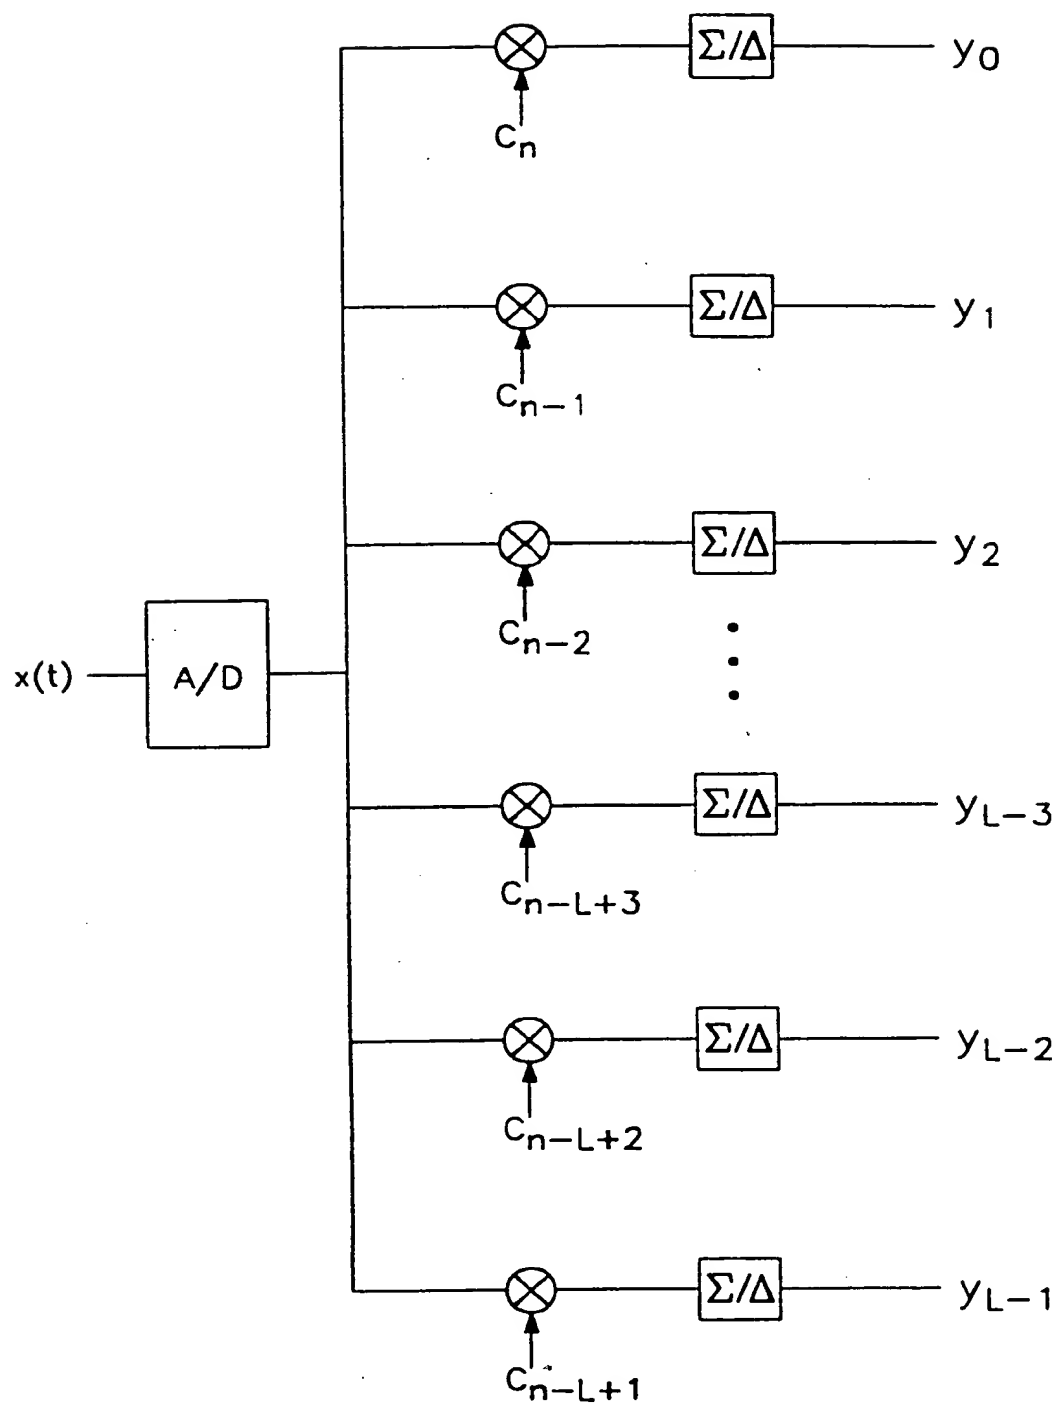 Σ/Δ y0
Cn
Σ/Δ y1
Cn−1
Σ/Δ y2
Cn−2
x(t) A/D
Σ/Δ yL−3
Cn−L+3
Σ/Δ yL−2
Cn−L+2
Σ/Δ yL−1
Cn−L+1